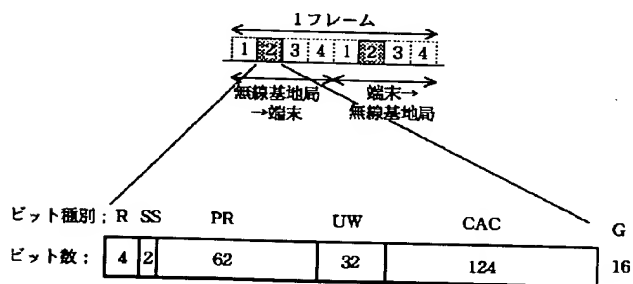 1フレーム
1 2 3 4 1 2 3 4
無線基地局
→端末
端末→
無線基地局
ビット種別; R SS PR UW CAC G
ビット数: 4 2 62 32 124 16